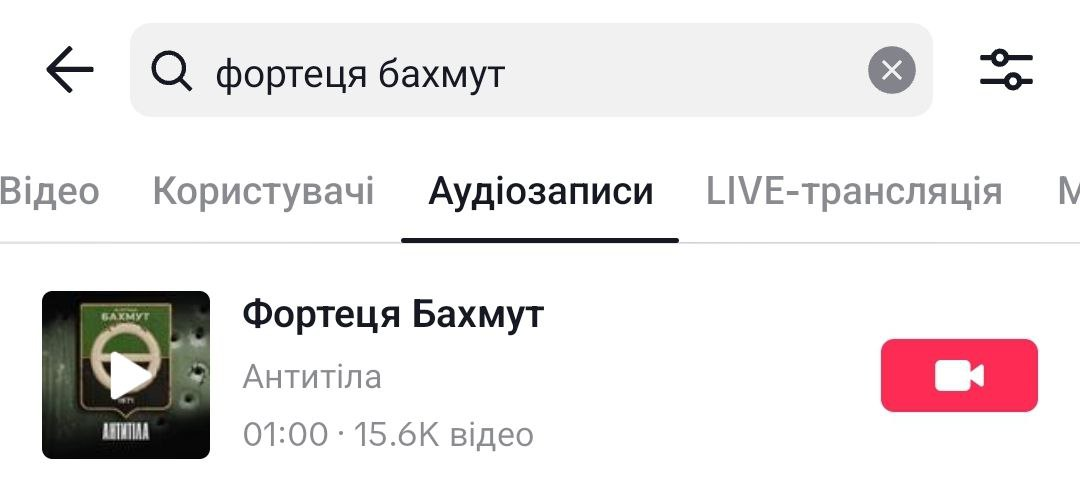 фортеця бахмут
Відео Користувачі Аудіозаписи LIVE-трансляція М
БАХМУТ
АНТИТІЛА
Фортеця Бахмут
Антитіла
01:00 · 15.6K відео